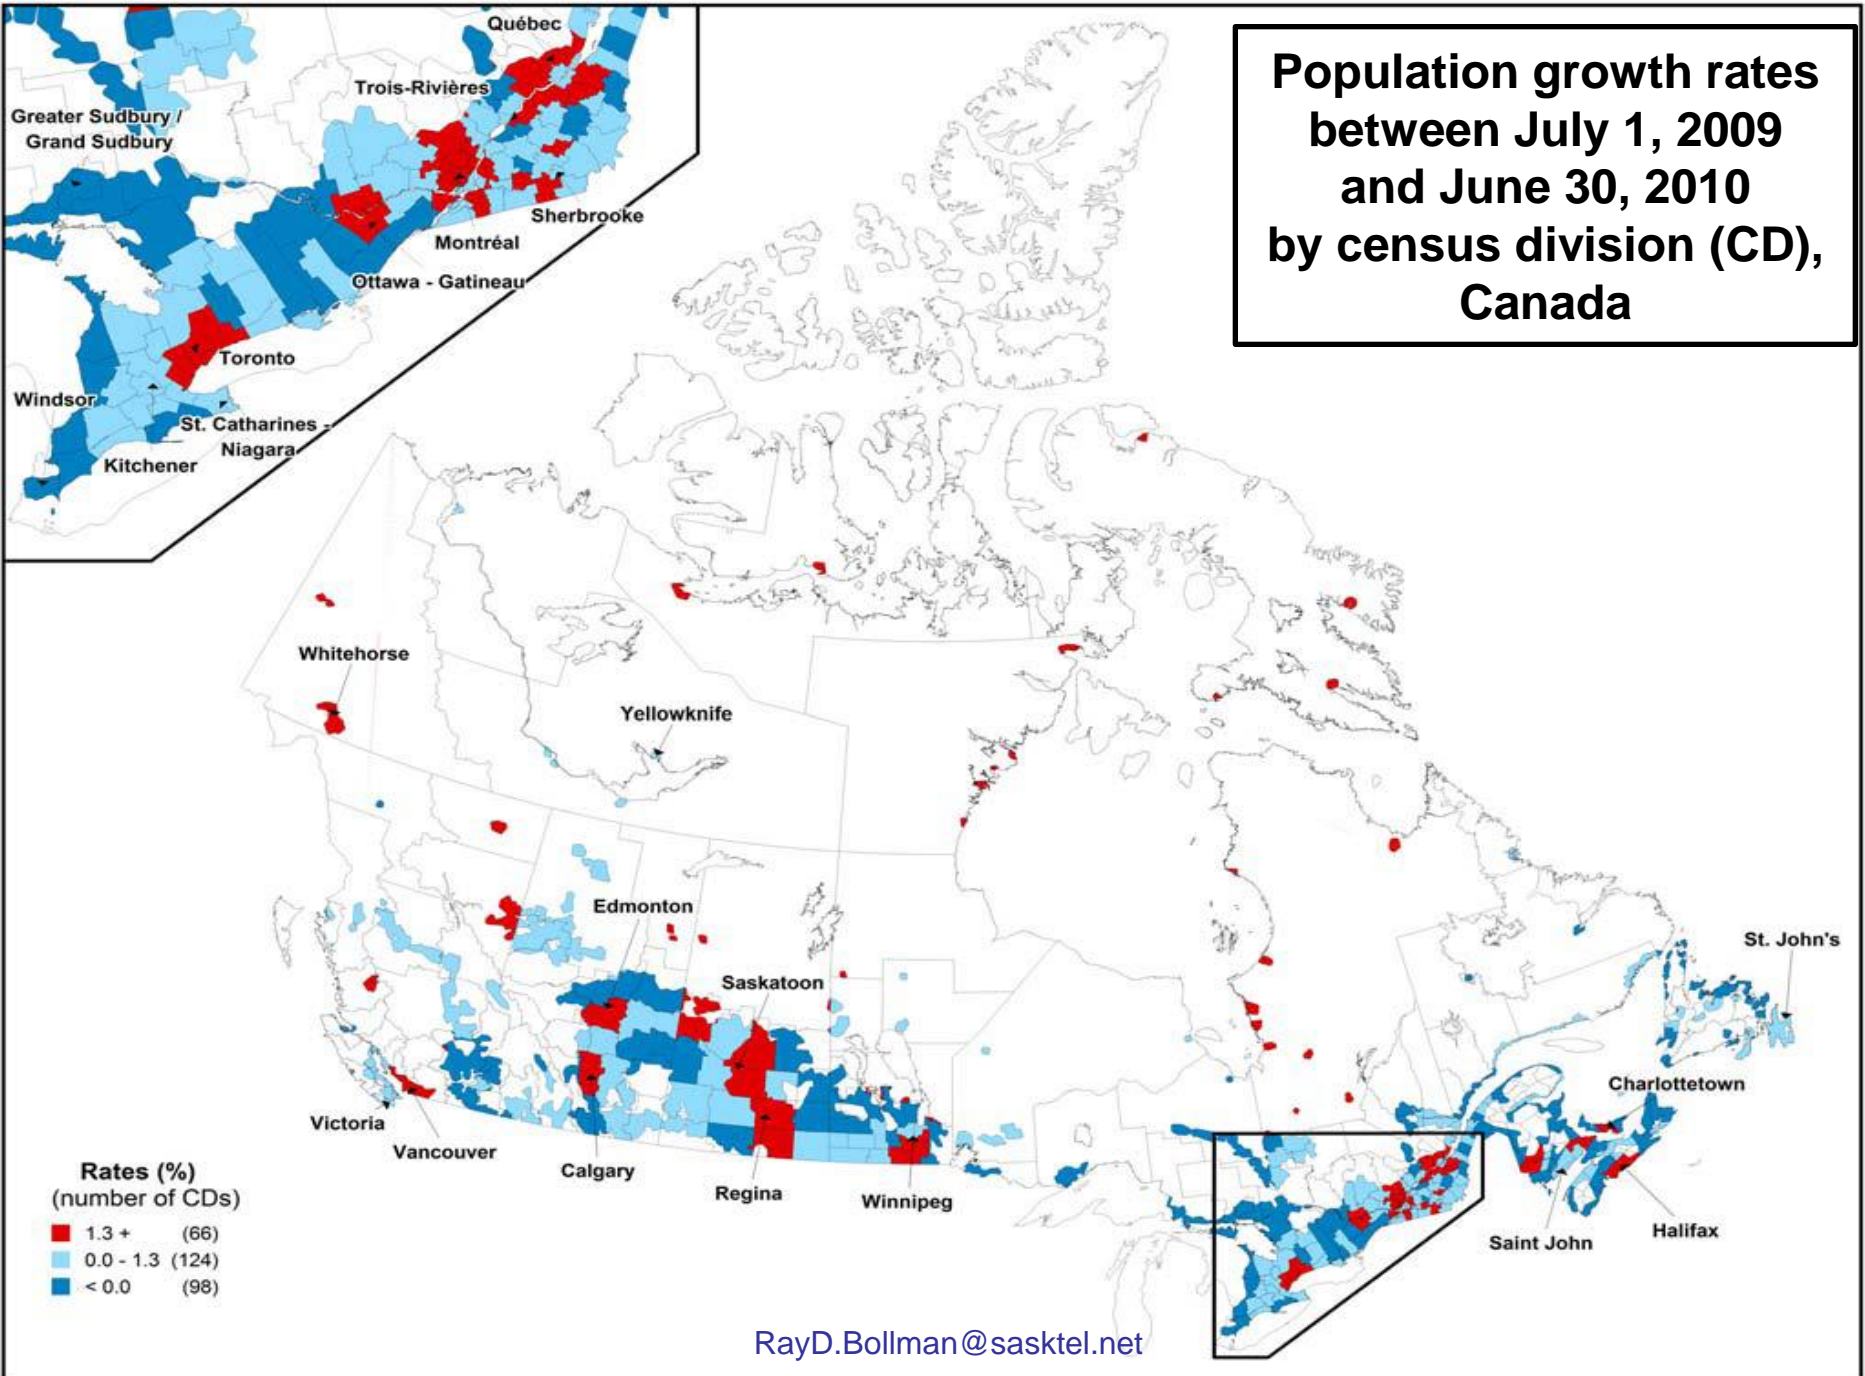 Population growth rates
between July 1, 2009
and June 30, 2010
by census division (CD),
Canada
Québec
Trois-Rivières
Greater Sudbury /
Grand Sudbury
Sherbrooke
Montréal
Ottawa - Gatineau
Toronto
Windsor
St. Catharines -
Niagara
Kitchener
Whitehorse
Yellowknife
Edmonton
Saskatoon
St. John's
Charlottetown
Victoria
Vancouver
Calgary
Regina
Winnipeg
Saint John
Halifax
Rates (%)
(number of CDs)
1.3 + (66)
0.0 - 1.3 (124)
< 0.0 (98)
RayD.Bollman@sasktel.net